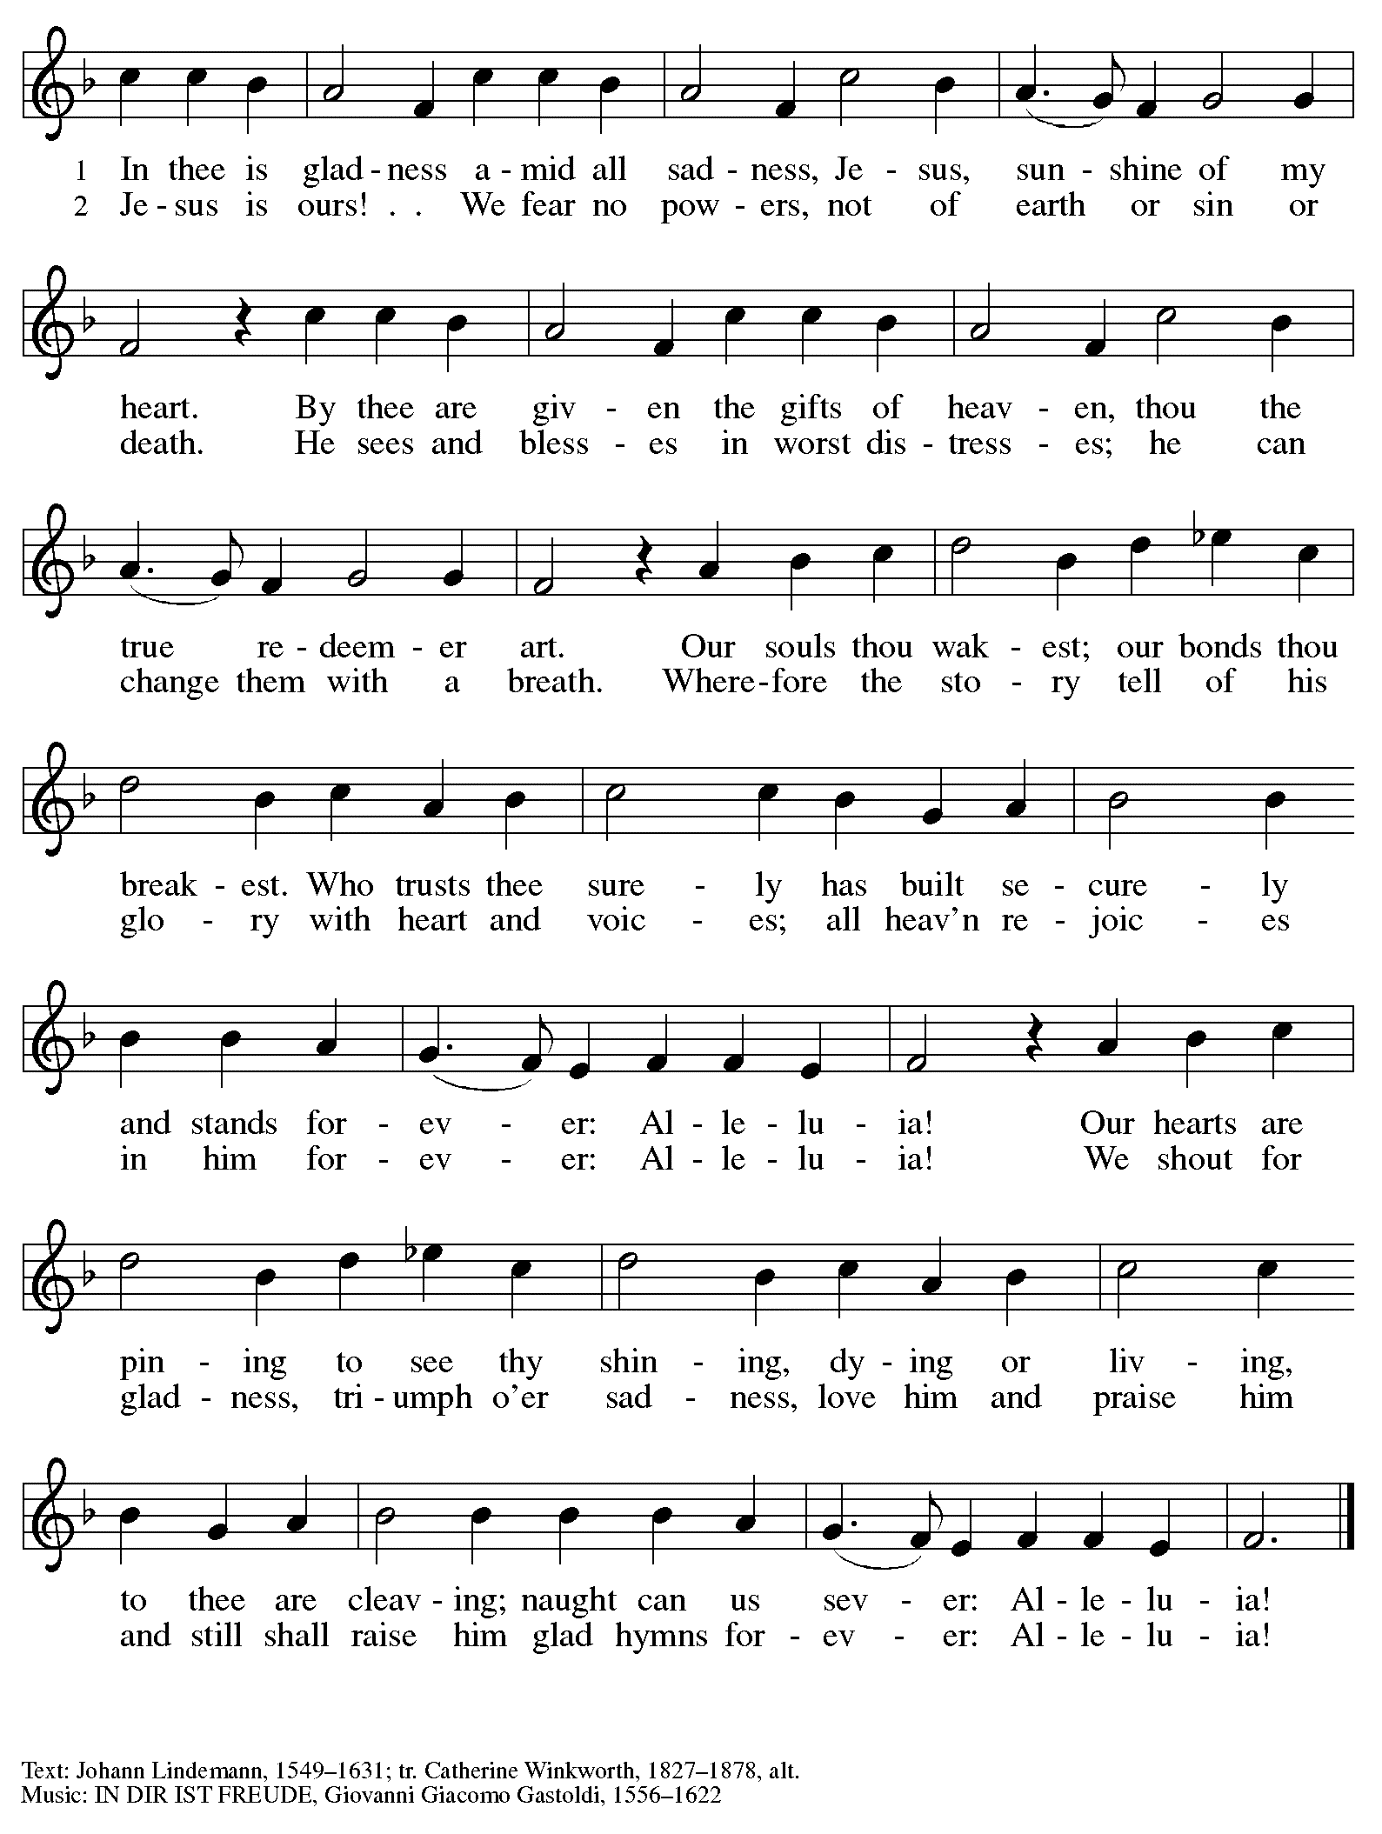 1 In thee is glad - ness a - mid all sad - ness, Je - sus, sun - shine of my
2 Je - sus is ours! . . We fear no pow - ers, not of earth or sin or
heart. By thee are giv - en the gifts of heav - en, thou the
death. He sees and bless - es in worst dis - tress - es; he can
true re - deem - er art. Our souls thou wak - est; our bonds thou
change them with a breath. Where - fore the sto - ry tell of his
break - est. Who trusts thee sure - ly has built se - cure - ly
glo - ry with heart and voic - es; all heav'n re - joic - es
and stands for - ev - er: Al - le - lu - ia! Our hearts are
in him for - ev - er: Al - le - lu - ia! We shout for
pin - ing to see thy shin - ing, dy - ing or liv - ing,
glad - ness, tri - umph o'er sad - ness, love him and praise him
to thee are cleav - ing; naught can us sev - er: Al - le - lu - ia!
and still shall raise him glad hymns for - ev - er: Al - le - lu - ia!
Text: Johann Lindemann, 1549–1631; tr. Catherine Winkworth, 1827–1878, alt.
Music: IN DIR IST FREUDE, Giovanni Giacomo Gastoldi, 1556–1622